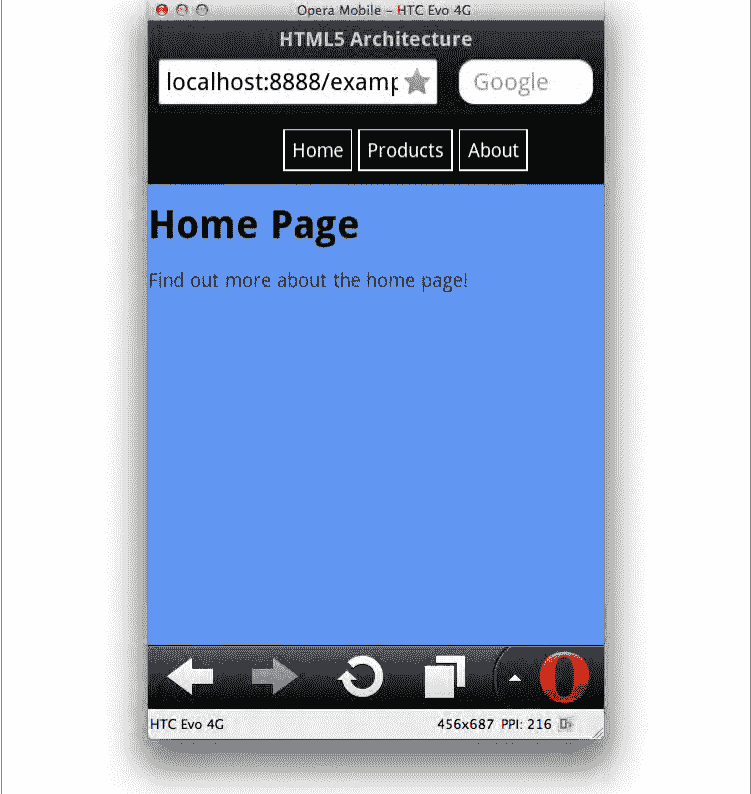 Opera Mobile – HTC Evo 4G
HTML5 Architecture
localhost:8888/examp
Google
Home Products About
Home Page
Find out more about the home page!
HTC Evo 4G 456x687 PPI: 216